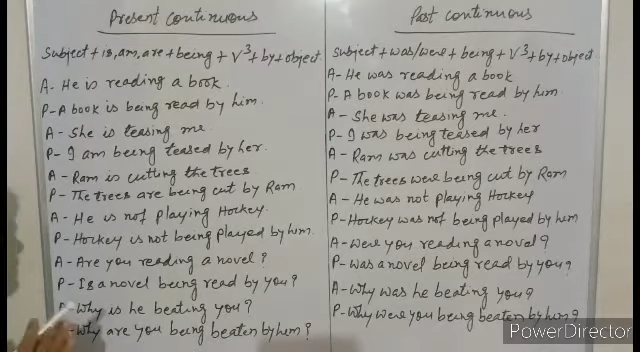 Present continuous
Subject + is, am, are + being + V³ + by + object
A- He is reading a book.
P- A book is being read by him.
A- She is teasing me.
P- I am being teased by her.
A- Ram is cutting the trees
P- The trees are being cut by Ram
A- He is not playing Hockey.
P- Hockey is not being played by him.
A- Are you reading a novel?
P- Is a novel being read by you?
Why is he beating you?
Why are you being beaten by him?
Past continuous
Subject + was/were + being + V³ + by + object
A- He was reading a book
P- A book was being read by him.
A- She was teasing me.
P- I was being teased by her
A- Ram was cutting the trees
P- The trees were being cut by Ram
A- He was not playing Hockey
P- Hockey was not being played by him
A- Were you reading a novel?
P- Was a novel being read by you?
A- Why was he beating you?
P- Why were you being beaten by him?
PowerDirector